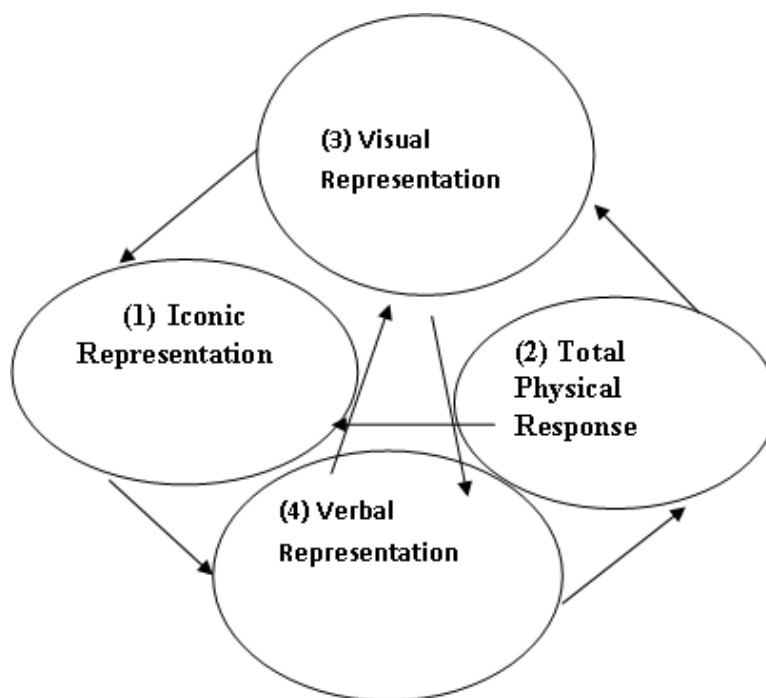 (3) Visual
Representation
(1) Iconic
Representation
(2) Total
Physical
Response
(4) Verbal
Representation